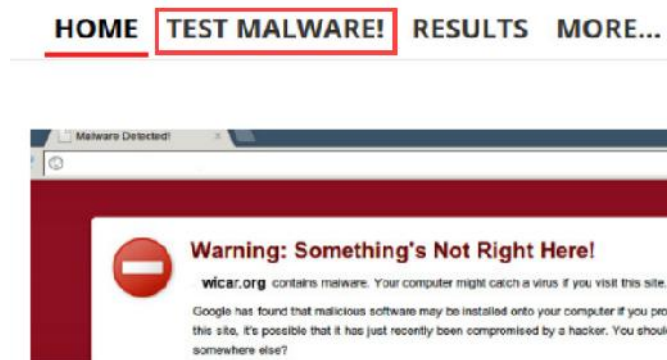 HOME TEST MALWARE! RESULTS MORE...
Malware Detected!
Warning: Something's Not Right Here!
wicar.org contains malware. Your computer might catch a virus if you visit this site.
Google has found that malicious software may be installed onto your computer if you pro
this site, it's possible that it has just recently been compromised by a hacker. You should
somewhere else?